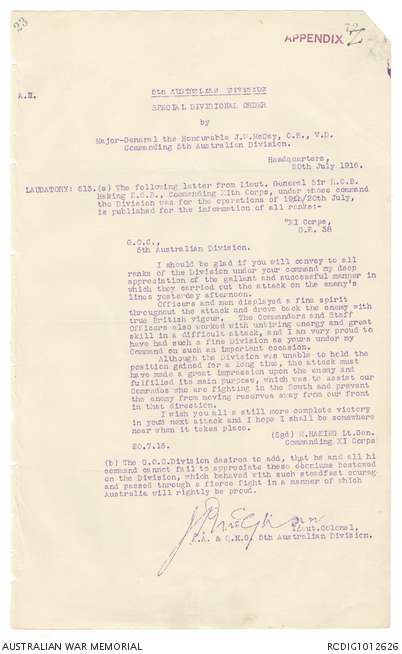 23
APPENDIX Z
A.H.
5th AUSTRALIAN DIVISION
SPECIAL DIVISIONAL ORDER
by
Major-General the Honourable J.W.McCay, C.B., V.D.
Commanding 5th Australian Division.
Headquarters,
20th July 1916.
LAUDATORY: 613.(a) The following letter from Lieut. General Sir R.C.B.
Haking K.C.B., Commanding XIth Corps, under whose command
the Division was for the operations of 19th/20th July,
is published for the information of all ranks:-
"XI Corps,
G.R. 38
G.O.C.,
5th Australian Division.
I should be glad if you will convey to all
ranks of the Division under your command my deep
appreciation of the gallant and successful manner in
which they carried out the attack on the enemy's
lines yesterday afternoon.
Officers and men displayed a fine spirit
throughout the attack and drove back the enemy with
true British vigour. The Commanders and Staff
Officers also worked with untiring energy and great
skill in a difficult attack, and I am very proud to
have had such a fine Division as yours under my
Command on such an important occasion.
Although the Division was unable to hold the
position gained for a long time, the attack must
have made a great impression upon the enemy and
fulfilled its main purpose, which was to assist our
Comrades who are fighting in the South and prevent
the enemy from moving reserves away from our front
in that direction.
I wish you all a still more complete victory
in your next attack and I hope I shall be somewhere
near when it takes place.
(Sgd) R.HAKING Lt.Gen.
20.7.16. Commanding XI Corps
(b) The G.O.C.Division desires to add, that he and all hi
command cannot fail to appreciate these encomiums bestowed
on the Division, which behaved with such steadfast courag
and passed through a fierce fight in a manner of which
Australia will rightly be proud.
Lieut.Colonel,
A.A. & Q.M.G. 5th Australian Division.
AUSTRALIAN WAR MEMORIAL
RCDIG1012626